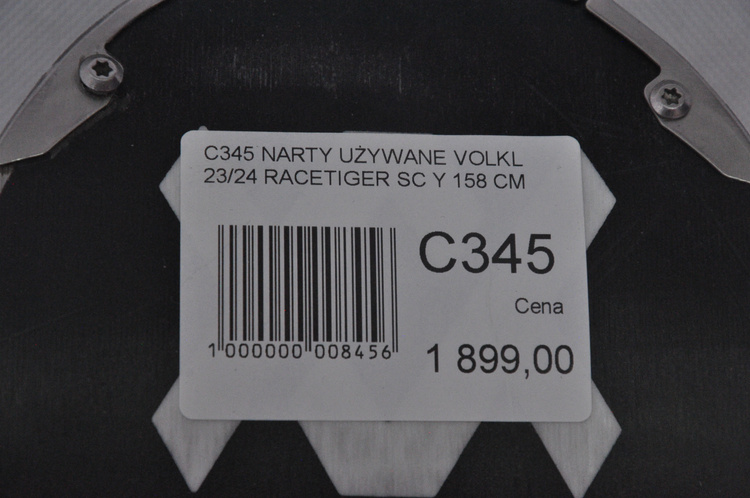 C345 NARTY UŻYWANE VOLKL
23/24 RACETIGER SC Y 158 CM
C345
Cena
1 899,00
1 000000 008456